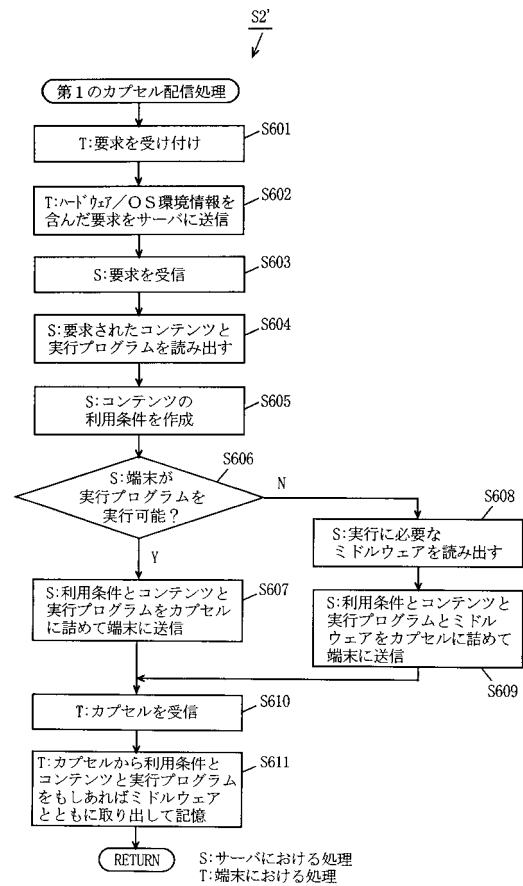 S2'
第1のカプセル配信処理
S601
T:要求を受け付け
S602
T:ﾊｰﾄﾞｳｪｱ/OS環境情報を
含んだ要求をサーバに送信
S603
S:要求を受信
S604
S:要求されたコンテンツと
実行プログラムを読み出す
S605
S:コンテンツの
利用条件を作成
S606
S:端末が
実行プログラムを
実行可能?
N
Y
S608
S:実行に必要な
ミドルウェアを読み出す
S607
S:利用条件とコンテンツと
実行プログラムをカプセル
に詰めて端末に送信
S:利用条件とコンテンツと
実行プログラムとミドル
ウェアをカプセルに詰めて
端末に送信
S609
S610
T:カプセルを受信
S611
T:カプセルから利用条件と
コンテンツと実行プログラム
をもしあればミドルウェア
とともに取り出して記憶
RETURN
S:サーバにおける処理
T:端末における処理